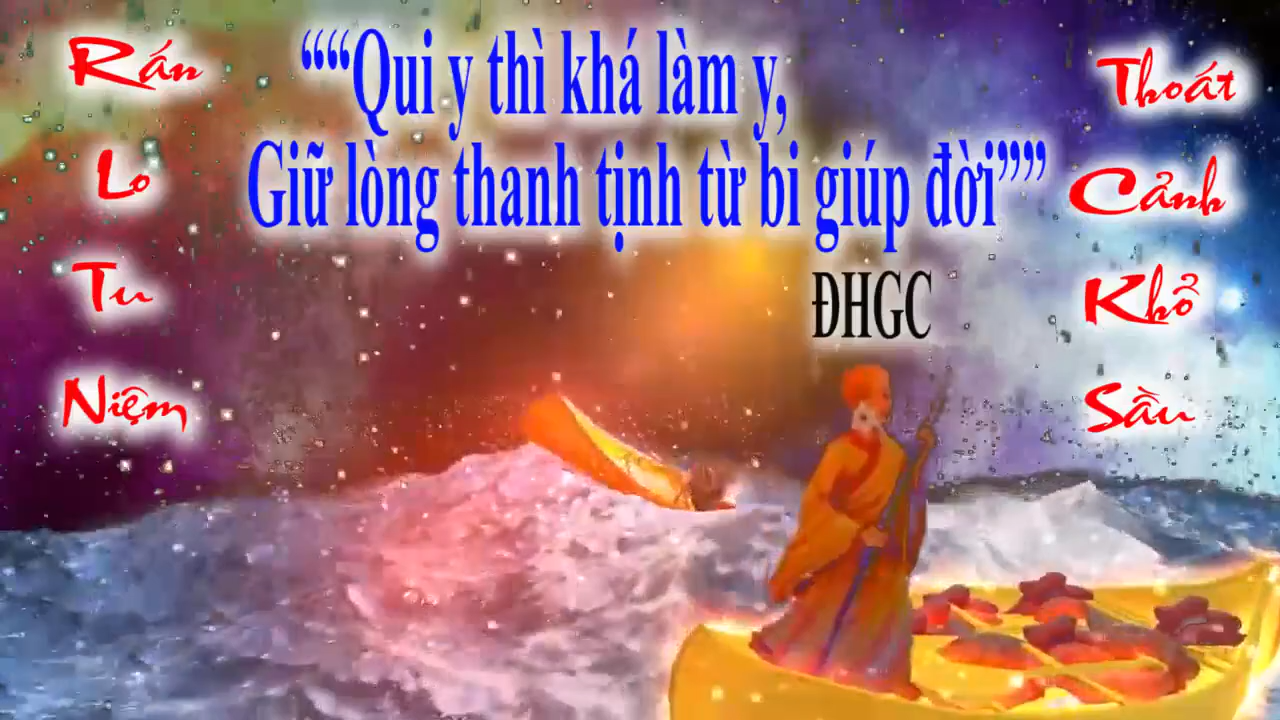 ““Qui y thì khá làm y,
Giữ lòng thanh tịnh từ bi giúp đời””
ĐHGC
Rấn
Lo
Tu
Niệm
Thoát
Cảnh
Khổ
Sầu